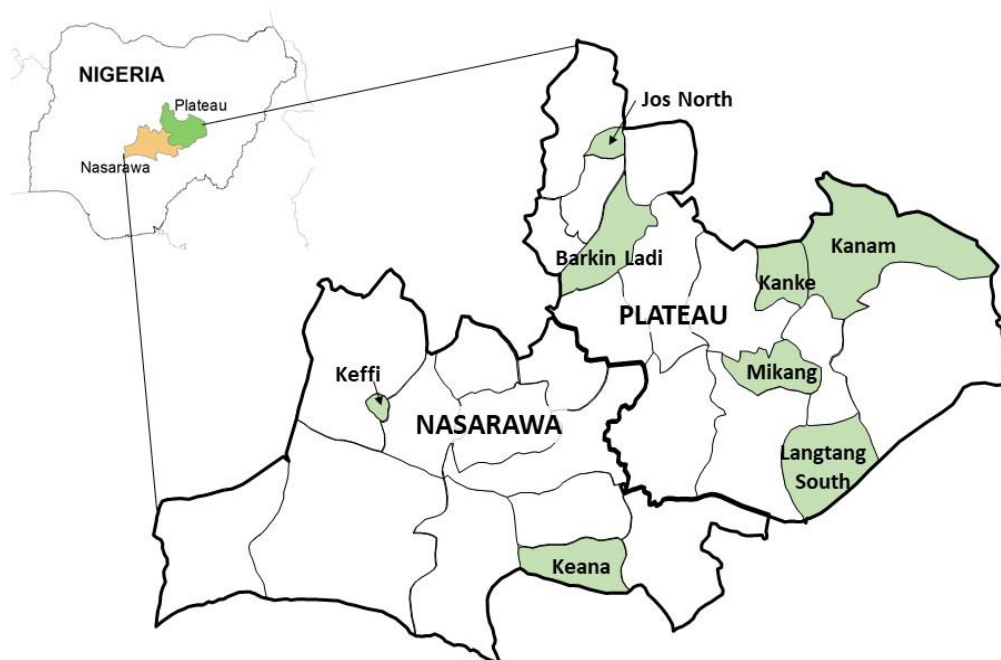 NIGERIA
Plateau
Nasarawa
Jos North
Barkin Ladi
Kanam
Kanke
PLATEAU
Mikang
Keffi
NASARAWA
Langtang
South
Keana